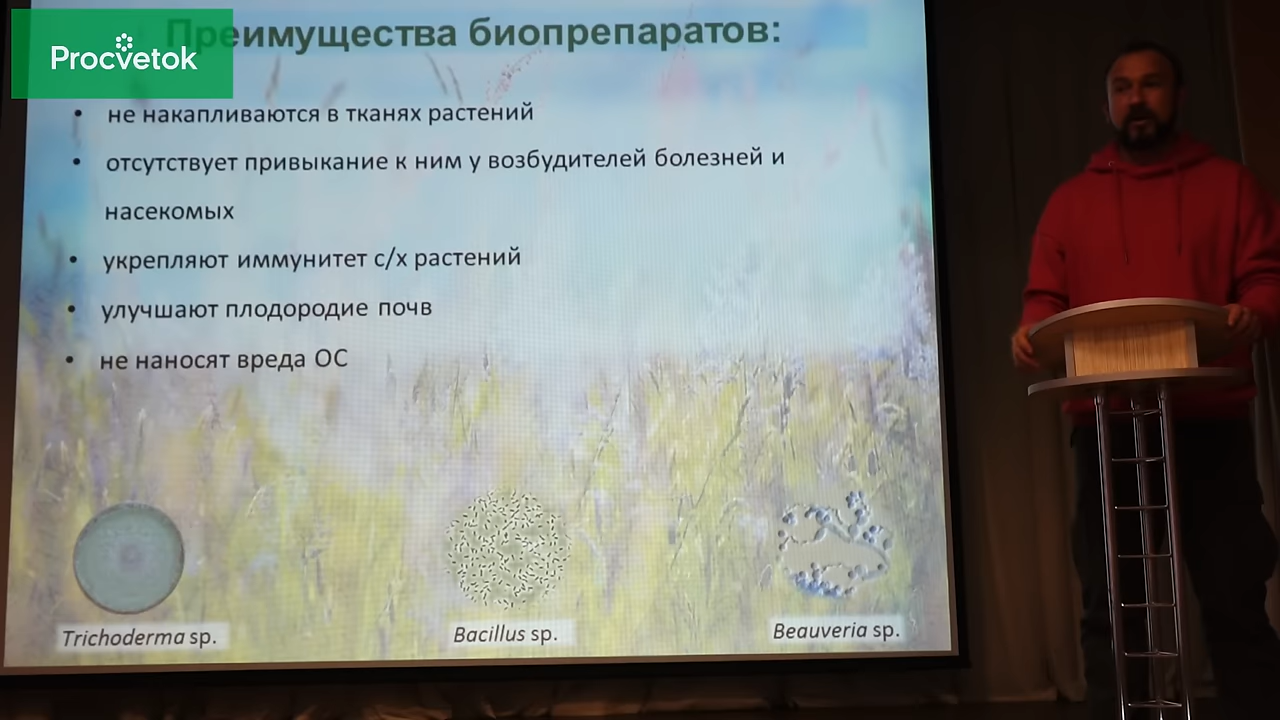 Procvetok
Преимущества биопрепаратов:
• не накапливаются в тканях растений
• отсутствует привыкание к ним у возбудителей болезней и
насекомых
• укрепляют иммунитет с/х растений
• улучшают плодородие почв
• не наносят вреда ОС
Trichoderma sp.
Bacillus sp.
Beauveria sp.